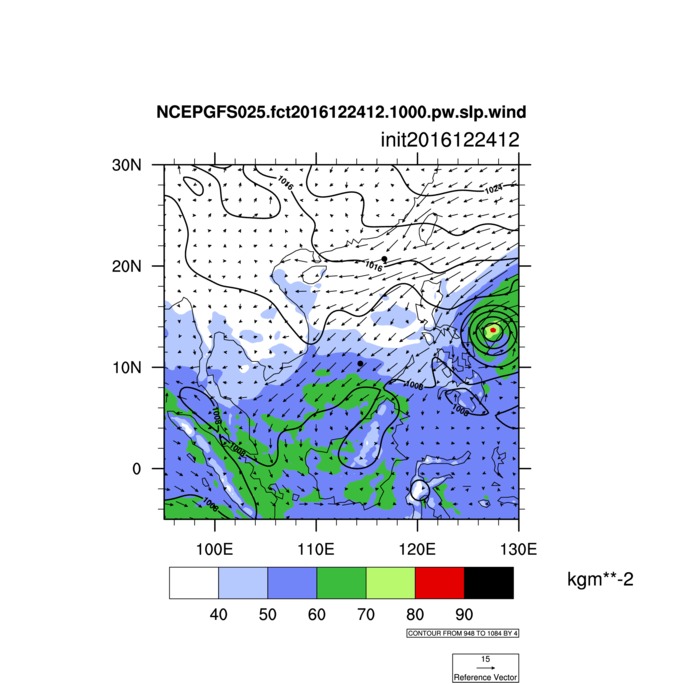 NCEPGFS025.fct2016122412.1000.pw.slp.wind
init2016122412
30N
1016
1024
20N
1016
10N
1008
1008
1008
1008
0
1008
100E 110E 120E 130E
kgm**-2
40 50 60 70 80 90
CONTOUR FROM 948 TO 1084 BY 4
15
Reference Vector